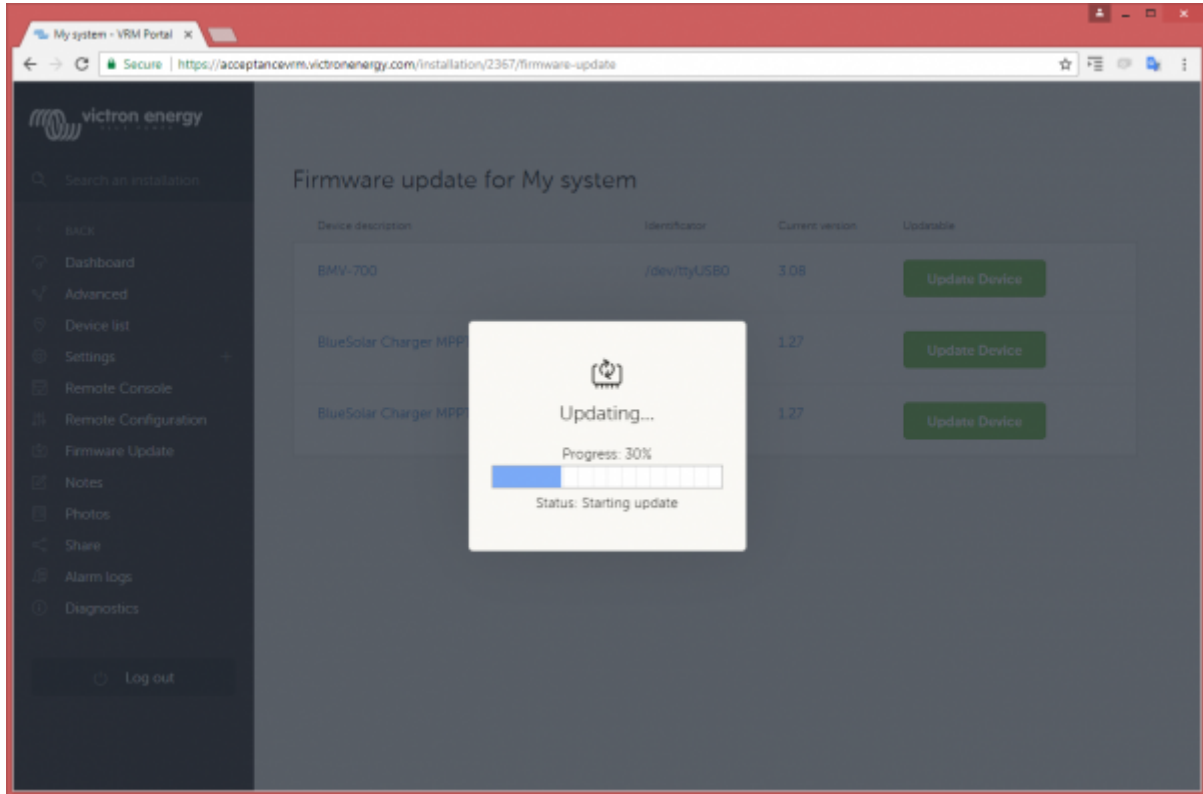 My system - VRM Portal
Secure | https://acceptancevrm.victronenergy.com/installation/2367/firmware-update
victron energy
Search an installation
Firmware update for My system
BACK
Device description Identificator Current version Updatable
Dashboard
BMV-700 /dev/ttyUSB0 3.08 Update Device
Advanced
Device list
BlueSolar Charger MPPT 1.27 Update Device
Settings
Remote Console
Remote Configuration
BlueSolar Charger MPPT 1.27 Update Device
Firmware Update
Notes
Photos
Share
Alarm logs
Diagnostics
Log out
Updating...
Progress: 30%
Status: Starting update